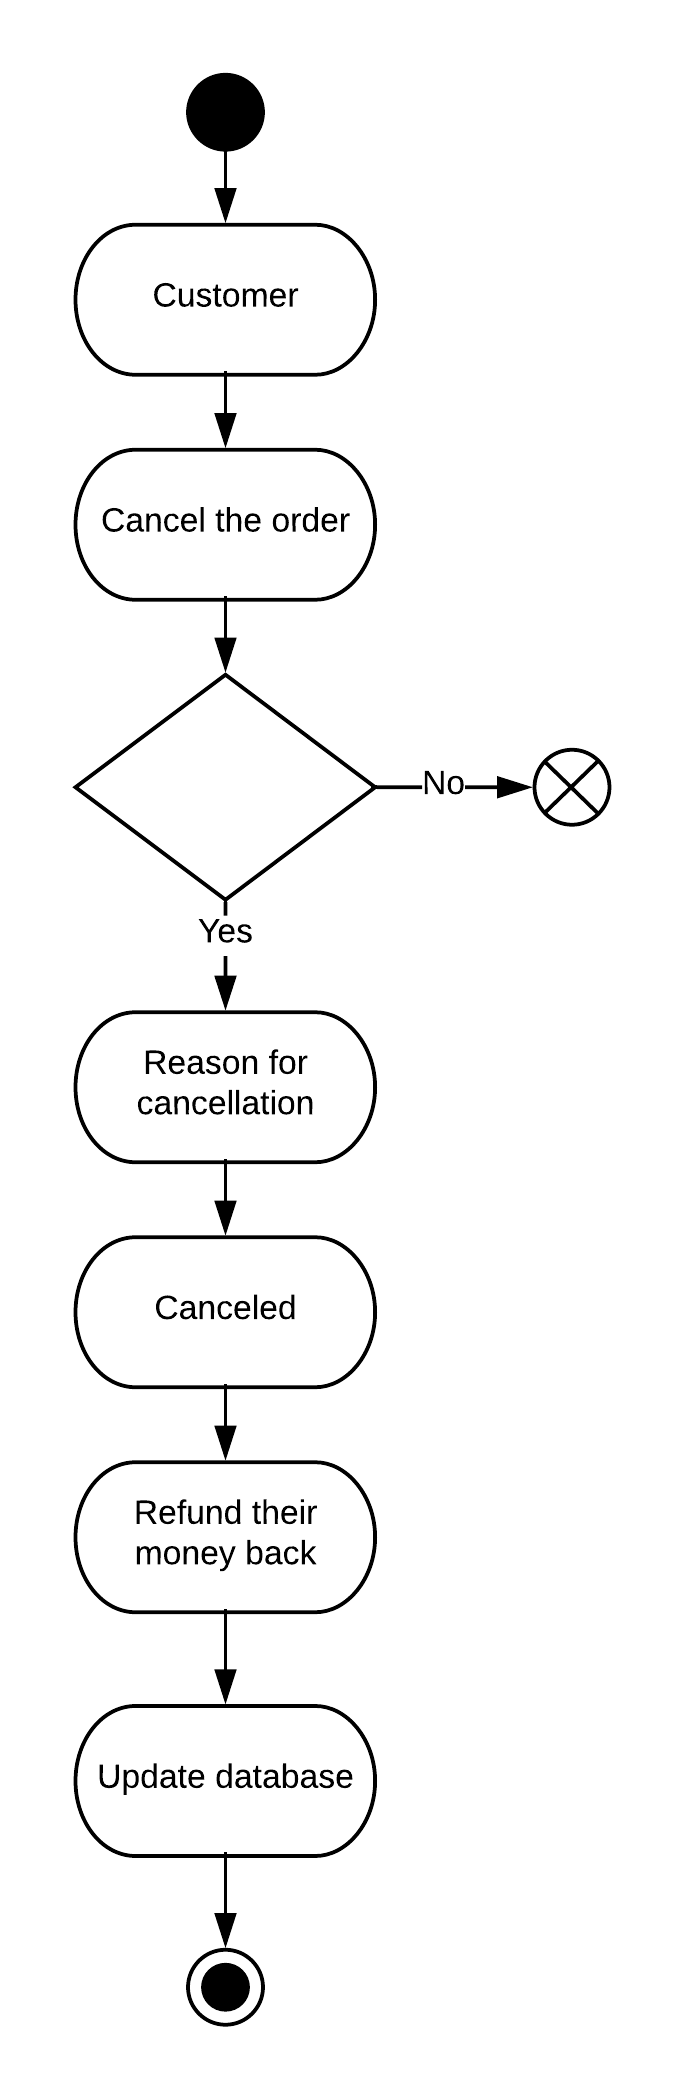 Customer
Cancel the order
No
Yes
Reason for
cancellation
Canceled
Refund their
money back
Update database